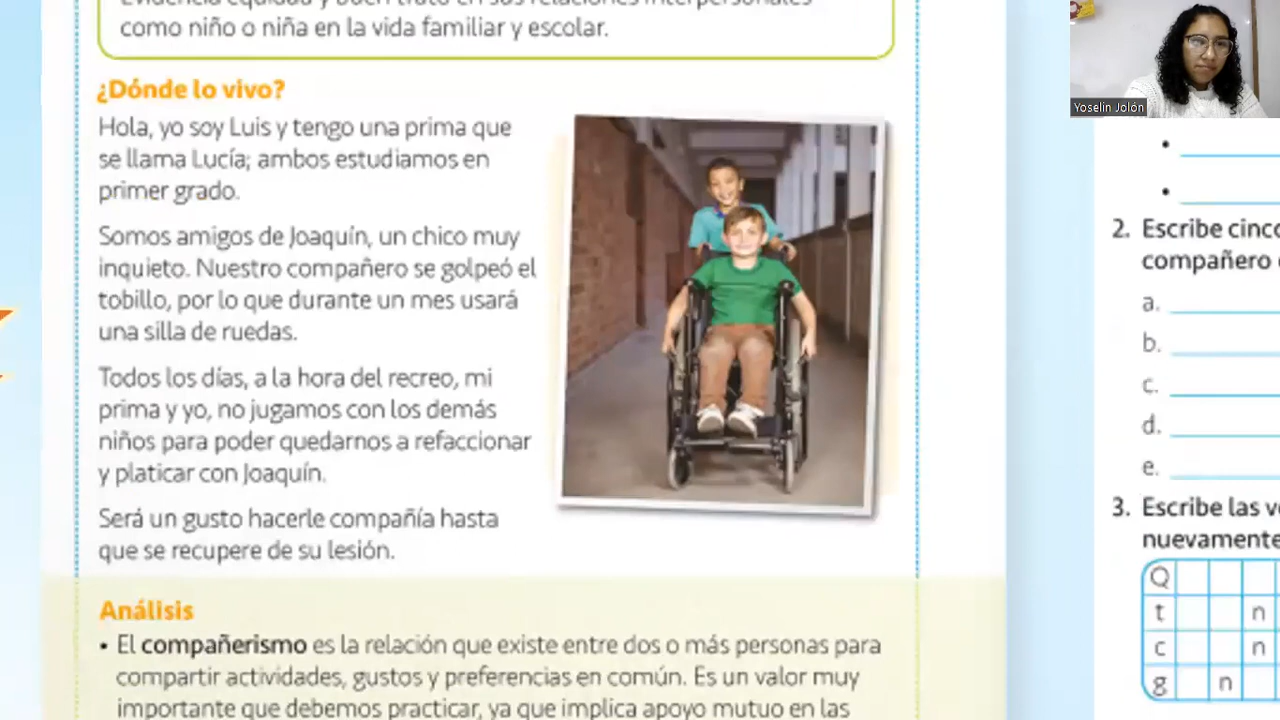 como niño o niña en la vida familiar y escolar.
¿Dónde lo vivo?
Hola, yo soy Luis y tengo una prima que
se llama Lucía; ambos estudiamos en
primer grado.
Somos amigos de Joaquín, un chico muy
inquieto. Nuestro compañero se golpeó el
tobillo, por lo que durante un mes usará
una silla de ruedas.
Todos los días, a la hora del recreo, mi
prima y yo, no jugamos con los demás
niños para poder quedarnos a refaccionar
y platicar con Joaquín.
Será un gusto hacerle compañía hasta
que se recupere de su lesión.
Análisis
• El compañerismo es la relación que existe entre dos o más personas para
compartir actividades, gustos y preferencias en común. Es un valor muy
importante que debemos practicar, ya que implica apoyo mutuo en las
Yoselin Jolón
•
•
2. Escribe cinco
compañero
a.
b.
c.
d.
e.
3. Escribe las
nuevamente
Q
t n
c n
g n